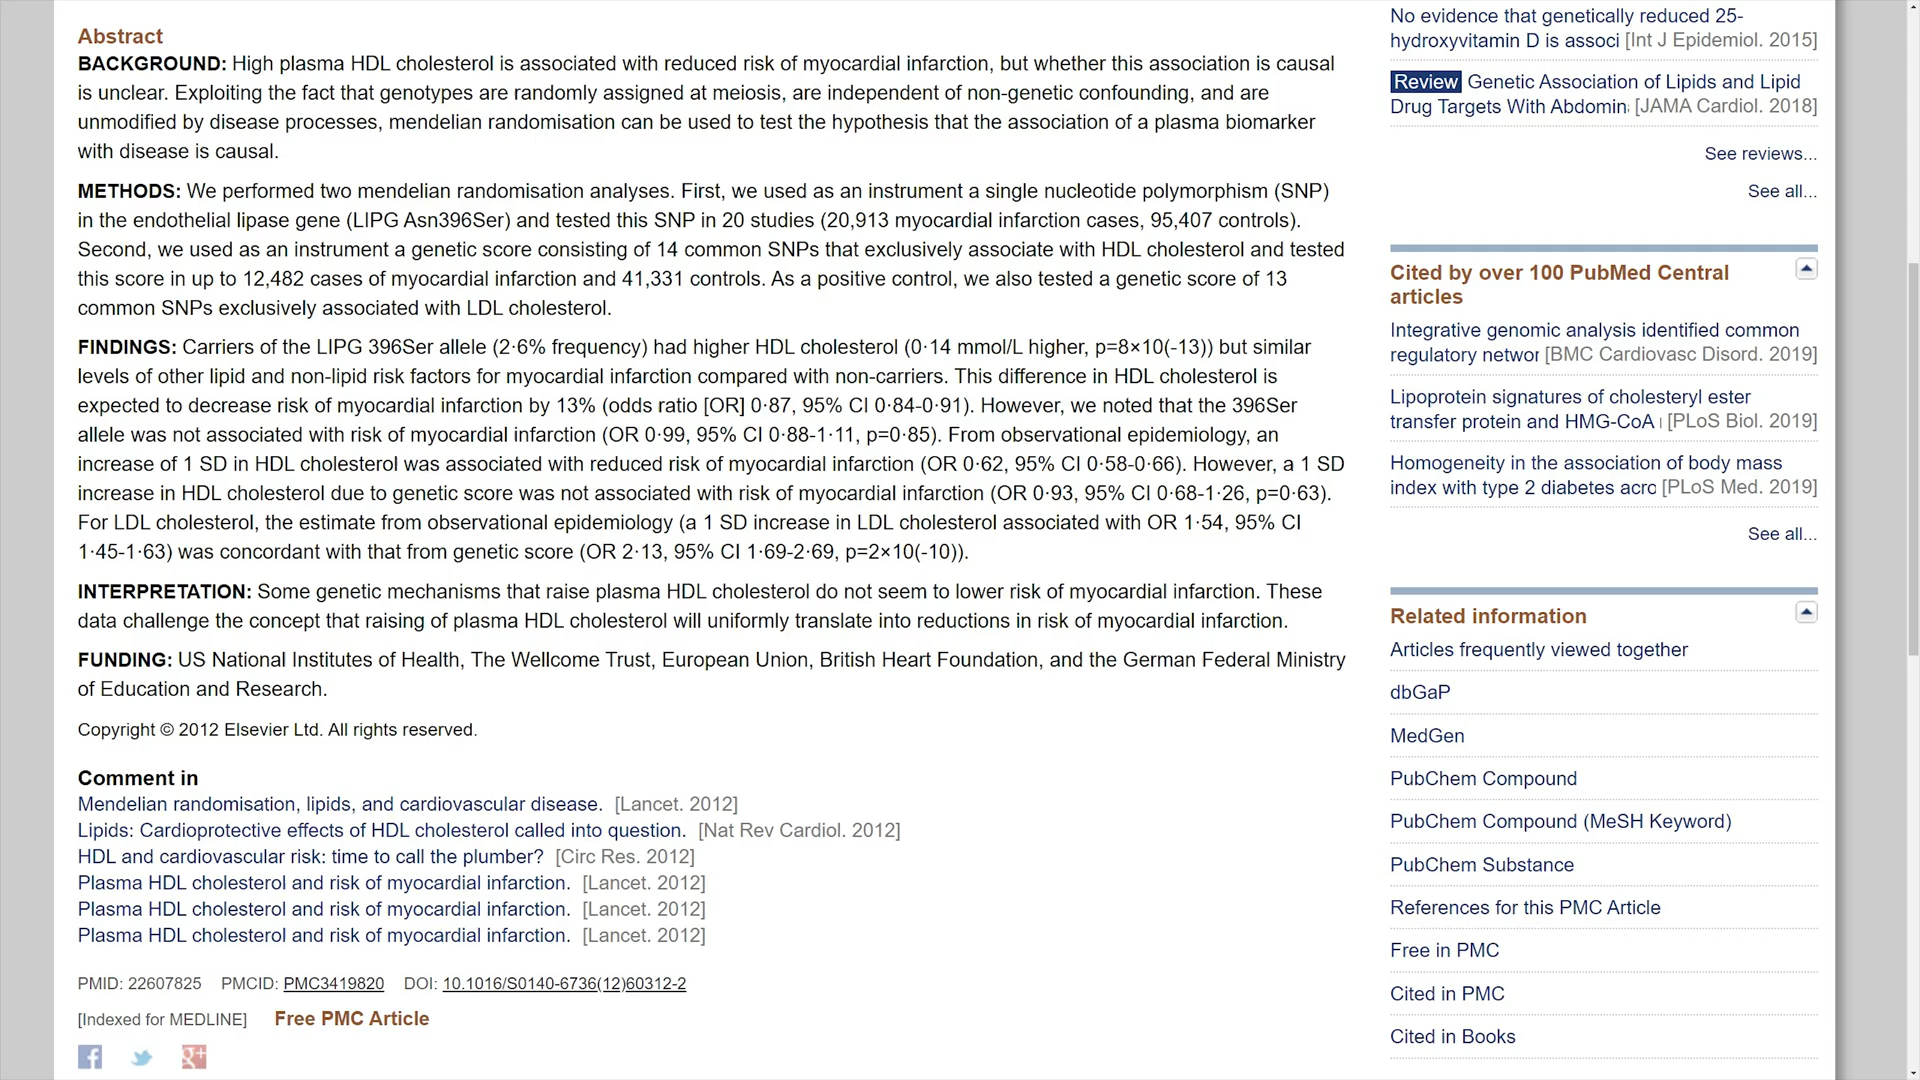 Abstract
BACKGROUND: High plasma HDL cholesterol is associated with reduced risk of myocardial infarction, but whether this association is causal
is unclear. Exploiting the fact that genotypes are randomly assigned at meiosis, are independent of non-genetic confounding, and are
unmodified by disease processes, mendelian randomisation can be used to test the hypothesis that the association of a plasma biomarker
with disease is causal.
METHODS: We performed two mendelian randomisation analyses. First, we used as an instrument a single nucleotide polymorphism (SNP)
in the endothelial lipase gene (LIPG Asn396Ser) and tested this SNP in 20 studies (20,913 myocardial infarction cases, 95,407 controls).
Second, we used as an instrument a genetic score consisting of 14 common SNPs that exclusively associate with HDL cholesterol and tested
this score in up to 12,482 cases of myocardial infarction and 41,331 controls. As a positive control, we also tested a genetic score of 13
common SNPs exclusively associated with LDL cholesterol.
FINDINGS: Carriers of the LIPG 396Ser allele (2·6% frequency) had higher HDL cholesterol (0·14 mmol/L higher, p=8×10(-13)) but similar
levels of other lipid and non-lipid risk factors for myocardial infarction compared with non-carriers. This difference in HDL cholesterol is
expected to decrease risk of myocardial infarction by 13% (odds ratio [OR] 0·87, 95% CI 0·84-0·91). However, we noted that the 396Ser
allele was not associated with risk of myocardial infarction (OR 0·99, 95% CI 0·88-1·11, p=0·85). From observational epidemiology, an
increase of 1 SD in HDL cholesterol was associated with reduced risk of myocardial infarction (OR 0·62, 95% CI 0·58-0·66). However, a 1 SD
increase in HDL cholesterol due to genetic score was not associated with risk of myocardial infarction (OR 0·93, 95% CI 0·68-1·26, p=0·63).
For LDL cholesterol, the estimate from observational epidemiology (a 1 SD increase in LDL cholesterol associated with OR 1·54, 95% CI
1·45-1·63) was concordant with that from genetic score (OR 2·13, 95% CI 1·69-2·69, p=2×10(-10)).
INTERPRETATION: Some genetic mechanisms that raise plasma HDL cholesterol do not seem to lower risk of myocardial infarction. These
data challenge the concept that raising of plasma HDL cholesterol will uniformly translate into reductions in risk of myocardial infarction.
FUNDING: US National Institutes of Health, The Wellcome Trust, European Union, British Heart Foundation, and the German Federal Ministry
of Education and Research.
Copyright © 2012 Elsevier Ltd. All rights reserved.
Comment in
Mendelian randomisation, lipids, and cardiovascular disease. [Lancet. 2012]
Lipids: Cardioprotective effects of HDL cholesterol called into question. [Nat Rev Cardiol. 2012]
HDL and cardiovascular risk: time to call the plumber? [Circ Res. 2012]
Plasma HDL cholesterol and risk of myocardial infarction. [Lancet. 2012]
Plasma HDL cholesterol and risk of myocardial infarction. [Lancet. 2012]
Plasma HDL cholesterol and risk of myocardial infarction. [Lancet. 2012]
PMID: 22607825 PMCID: PMC3419820 DOI: 10.1016/S0140-6736(12)60312-2
[Indexed for MEDLINE] Free PMC Article
No evidence that genetically reduced 25-
hydroxyvitamin D is associ [Int J Epidemiol. 2015]
Review Genetic Association of Lipids and Lipid
Drug Targets With Abdomin [JAMA Cardiol. 2018]
See reviews...
See all...
Cited by over 100 PubMed Central
articles
Integrative genomic analysis identified common
regulatory networ [BMC Cardiovasc Disord. 2019]
Lipoprotein signatures of cholesteryl ester
transfer protein and HMG-CoA [PLoS Biol. 2019]
Homogeneity in the association of body mass
index with type 2 diabetes acro [PLoS Med. 2019]
See all...
Related information
Articles frequently viewed together
dbGaP
MedGen
PubChem Compound
PubChem Compound (MeSH Keyword)
PubChem Substance
References for this PMC Article
Free in PMC
Cited in PMC
Cited in Books